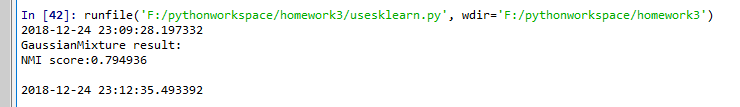 In [42]: runfile('F:/pythonworkspace/homework3/usesklearn.py', wdir='F:/pythonworkspace/homework3')
2018-12-24 23:09:28.197332
GaussianMixture result:
NMI score:0.794936
2018-12-24 23:12:35.493392